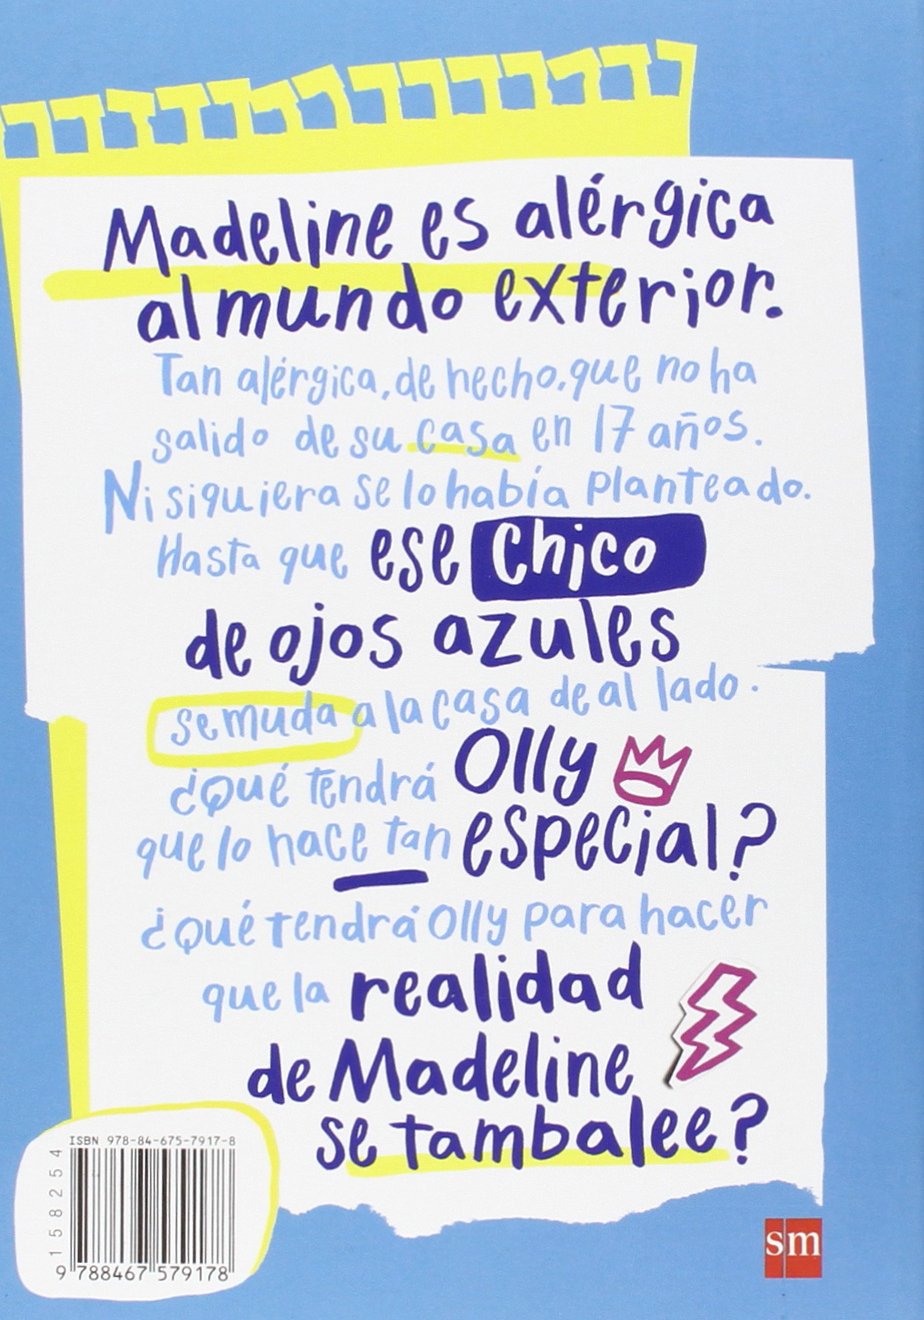 Madeline es alérgica
al mundo exterior.
Tan alérgica, de hecho, que no ha
salido de su casa en 17 años.
Ni siquiera se lo había planteado.
Hasta que ese chico
de ojos azules
se muda a la casa de al lado.
¿Qué tendrá Olly
que lo hace tan especial?
¿Qué tendrá Olly para hacer
que la realidad
de Madeline
se tambalee?
ISBN 978-84-675-7917-8
158254
9 788467 579178
sm